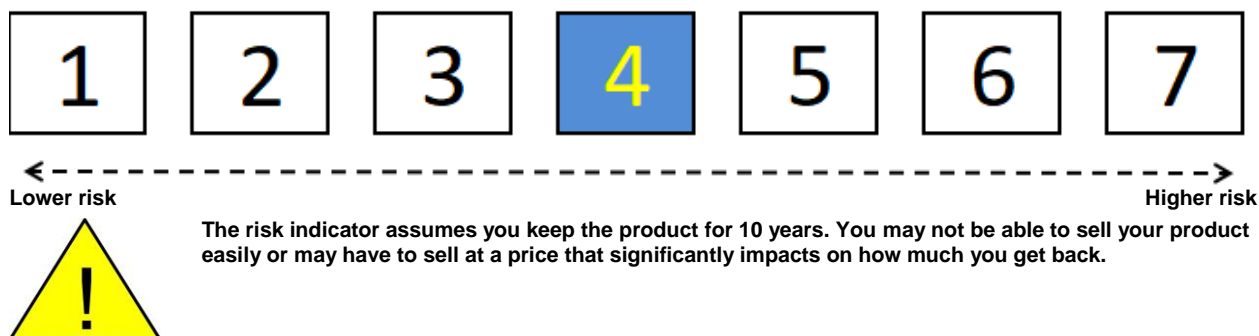 1 2 3 4 5 6 7
Lower risk Higher risk
The risk indicator assumes you keep the product for 10 years. You may not be able to sell your product
easily or may have to sell at a price that significantly impacts on how much you get back.
!